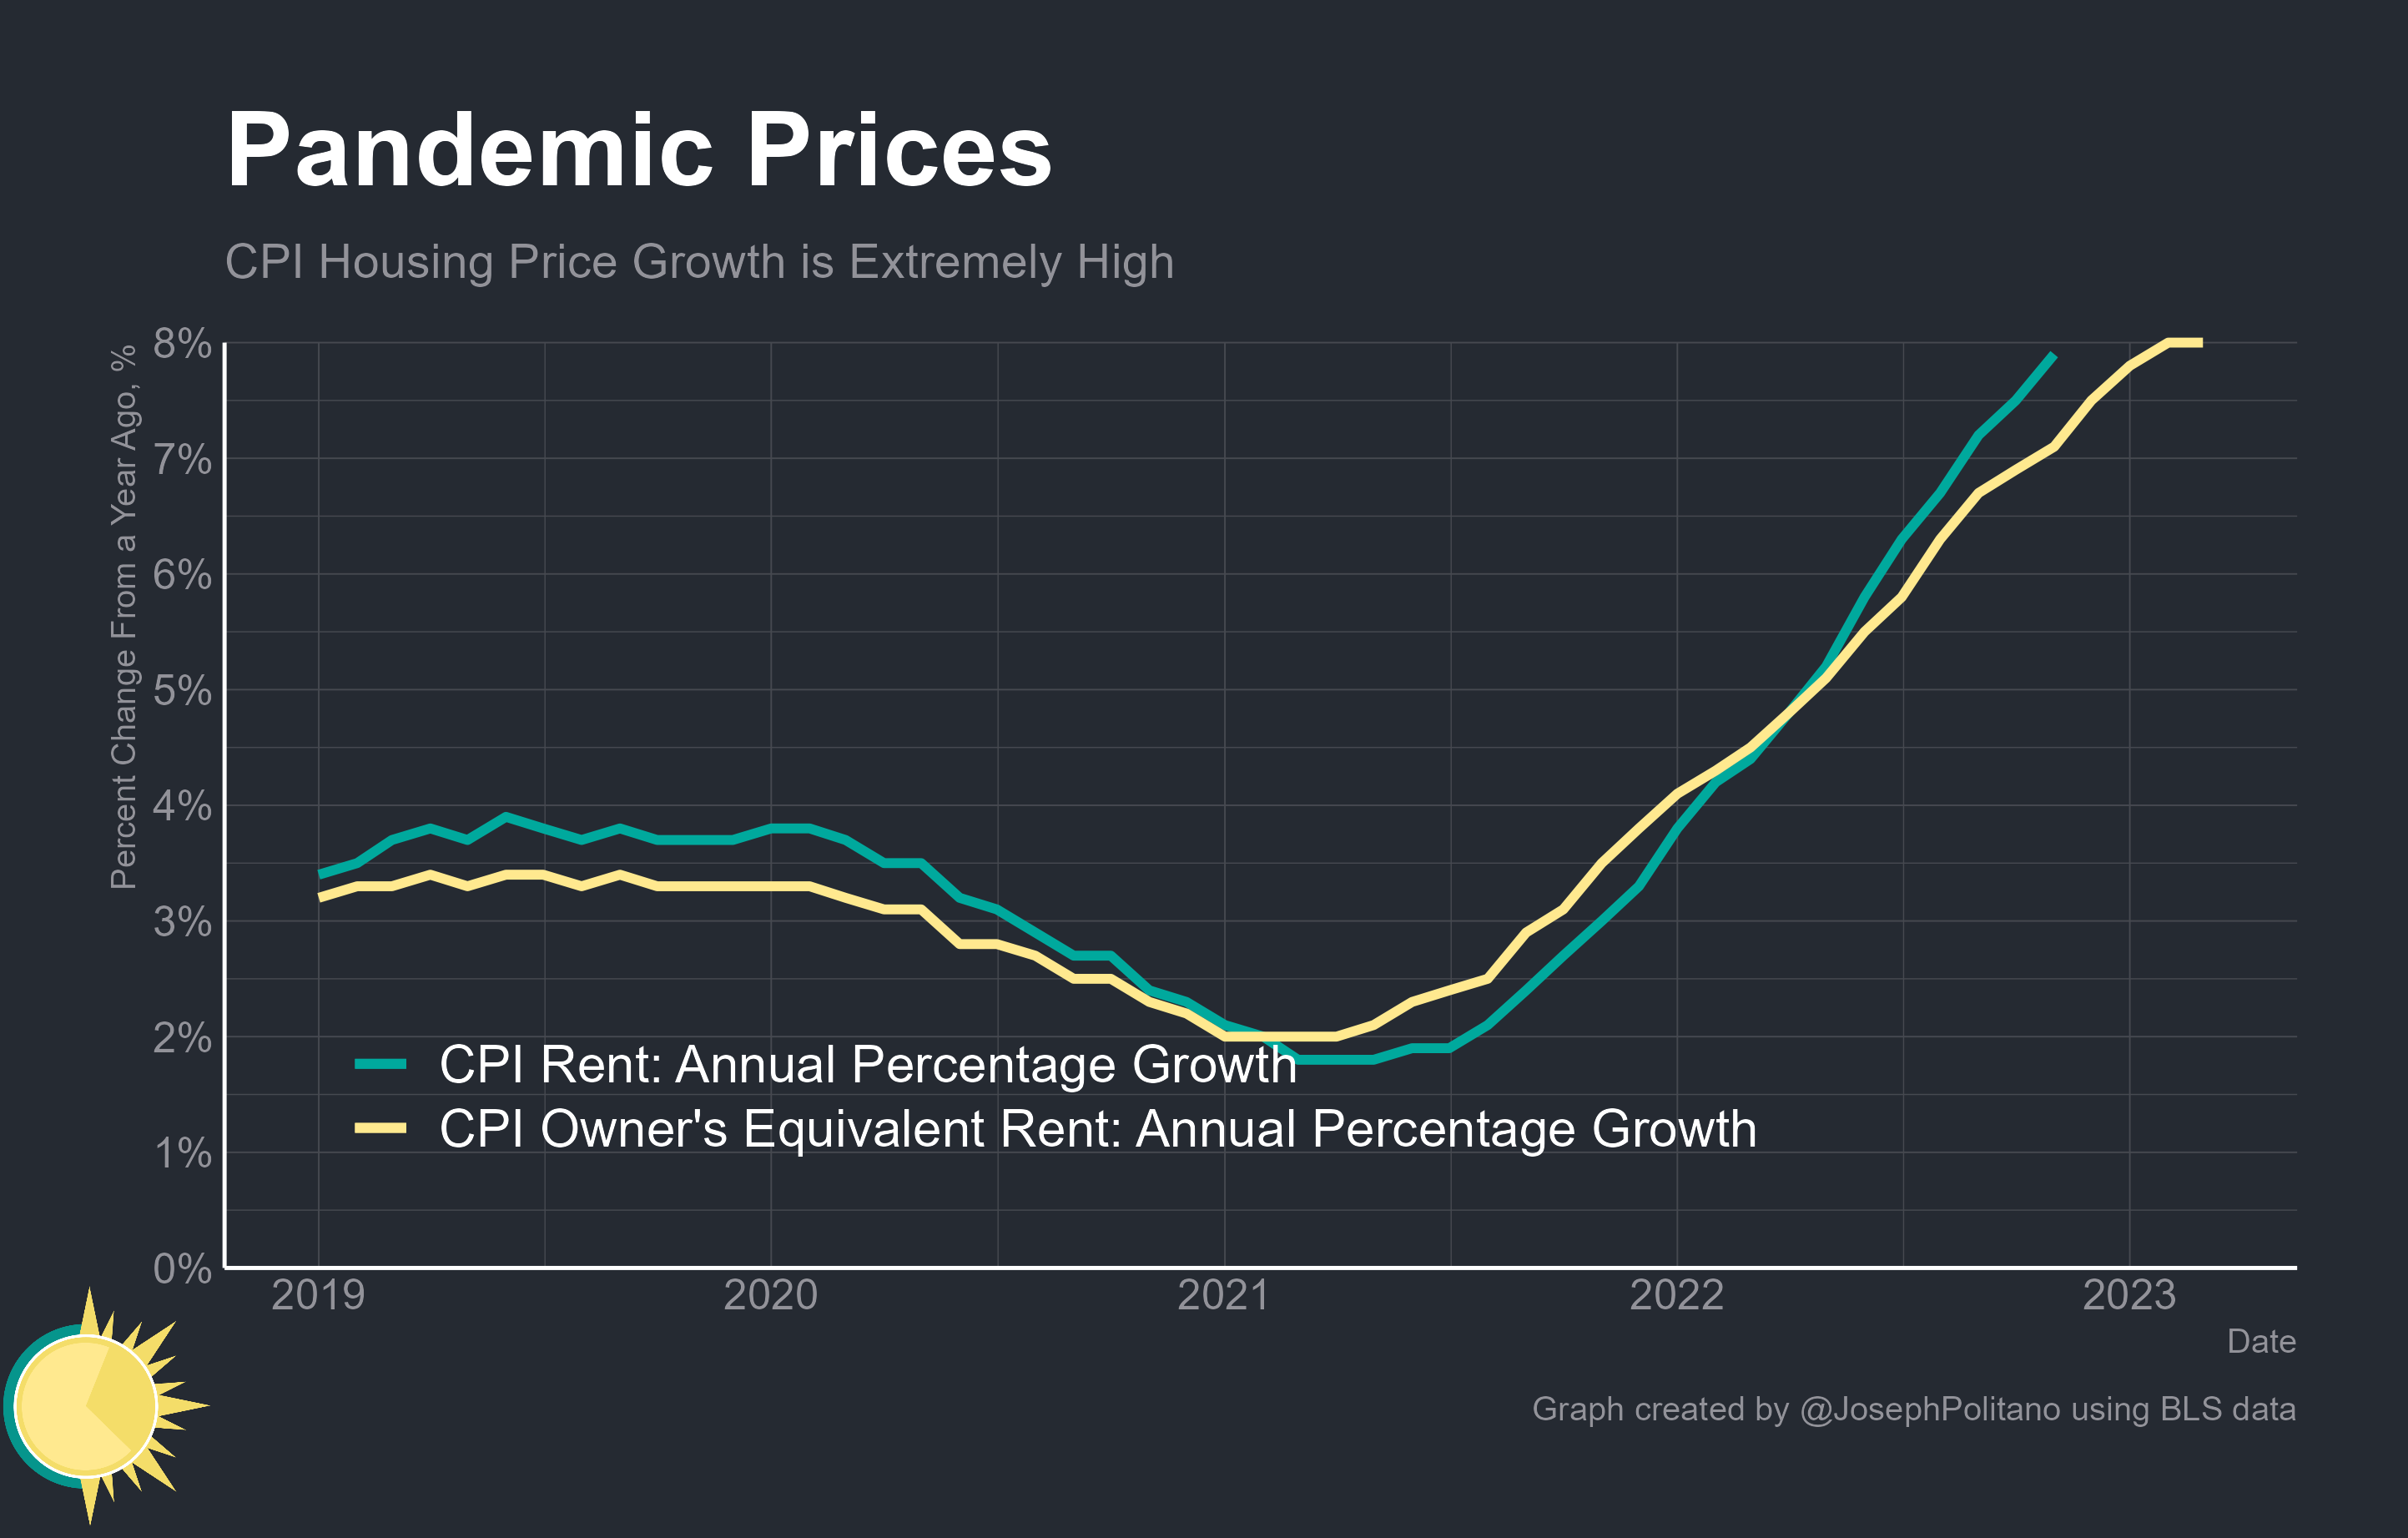 Pandemic Prices
CPI Housing Price Growth is Extremely High
Percent Change From a Year Ago, %
8%
7%
6%
5%
4%
3%
2%
1%
0%
CPI Rent: Annual Percentage Growth
CPI Owner's Equivalent Rent: Annual Percentage Growth
2019 2020 2021 2022 2023
Date
Graph created by @JosephPolitano using BLS data